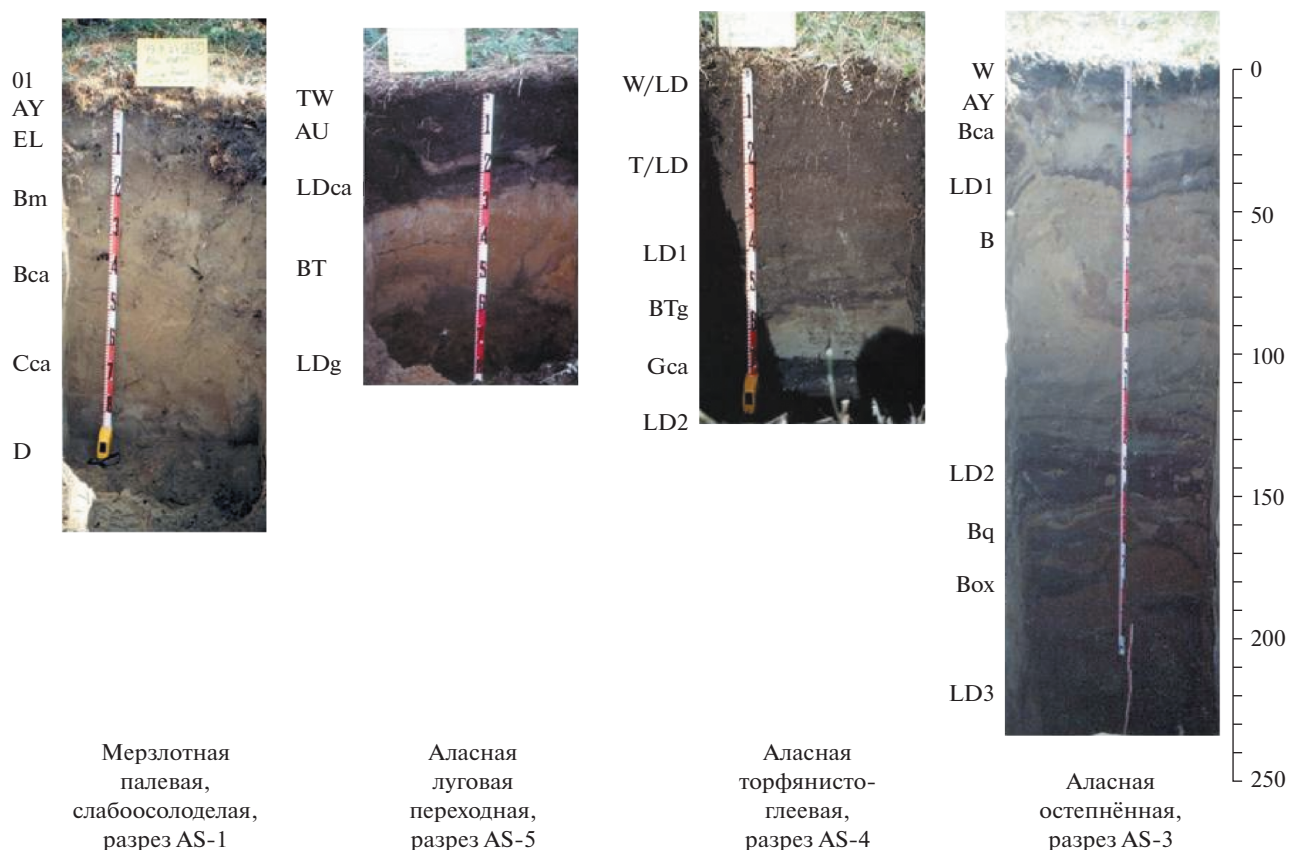 01
AY
EL
Bm
Bca
Cca
D
TW
AU
LDca
BT
LDg
W/LD
T/LD
LD1
BTg
Gca
LD2
W
AY
Bca
LD1
B
LD2
Bq
Box
LD3
0
50
100
150
200
250
Мерзлотная
палевая,
слабоосолоделая,
разрез AS-1
Аласная
луговая
переходная,
разрез AS-5
Аласная
торфянисто-
глеевая,
разрез AS-4
Аласная
остепнённая,
разрез AS-3